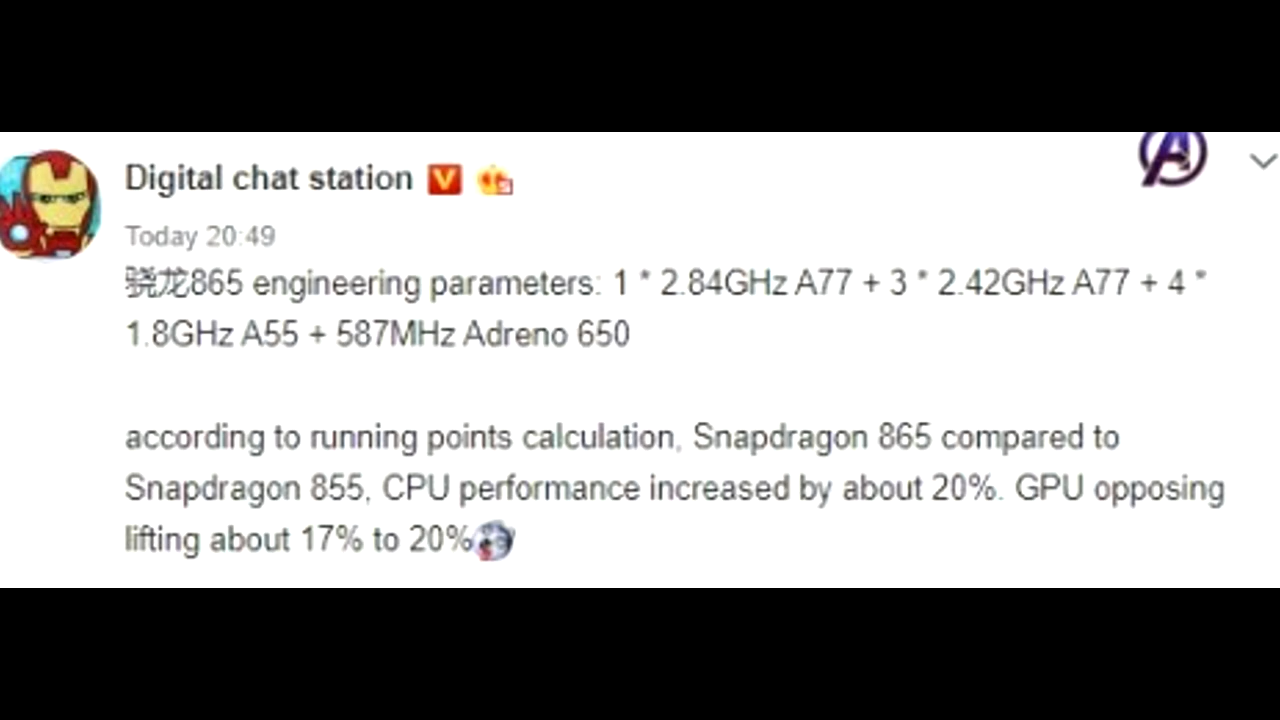 Digital chat station
Today 20:49
骁龙865 engineering parameters: 1 * 2.84GHz A77 + 3 * 2.42GHz A77 + 4 *
1.8GHz A55 + 587MHz Adreno 650
according to running points calculation, Snapdragon 865 compared to
Snapdragon 855, CPU performance increased by about 20%. GPU opposing
lifting about 17% to 20%